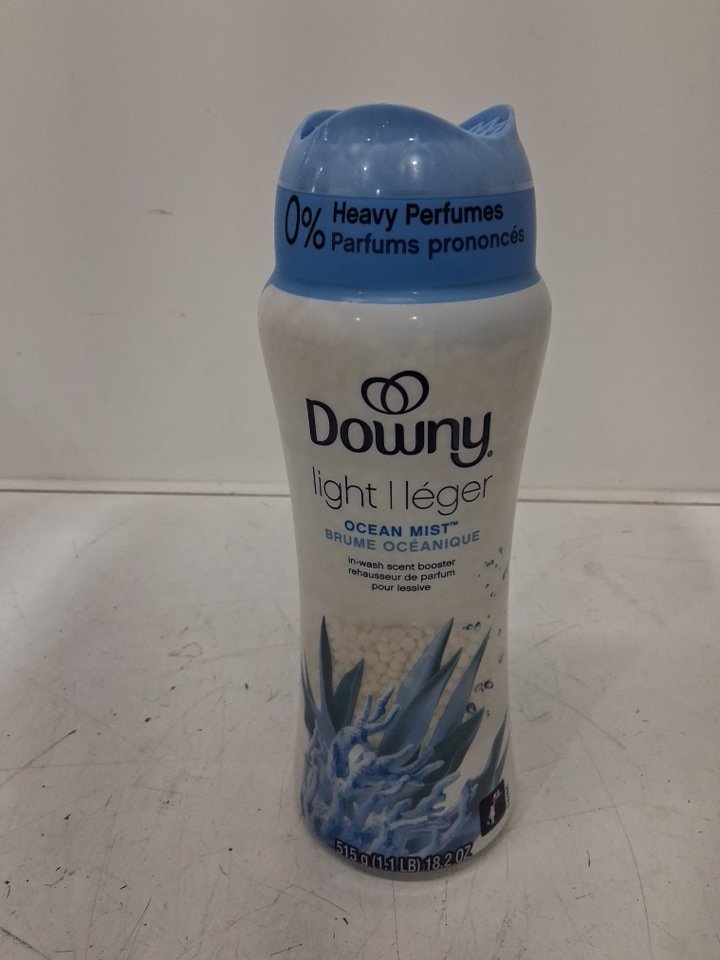 0% Heavy Perfumes
Parfums prononcés
Downy®
light | léger
OCEAN MIST™
BRUME OCÉANIQUE
in-wash scent booster
rehausseur de parfum
pour lessive
515 g (1.1 LB) 18.2 OZ